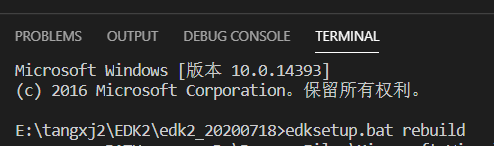 PROBLEMS OUTPUT DEBUG CONSOLE TERMINAL
Microsoft Windows [版本 10.0.14393]
(c) 2016 Microsoft Corporation。保留所有权利。
E:\tangxj2\EDK2\edk2_20200718>edksetup.bat rebuild